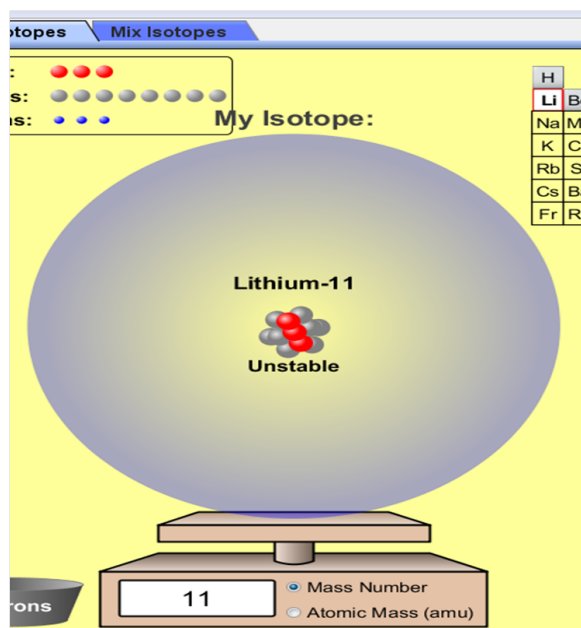 otopes Mix Isotopes
:
s:
ns:
My Isotope:
H
Li B
Na M
K C
Rb S
Cs B
Fr R
Lithium-11
Unstable
11
Mass Number
Atomic Mass (amu)
rons